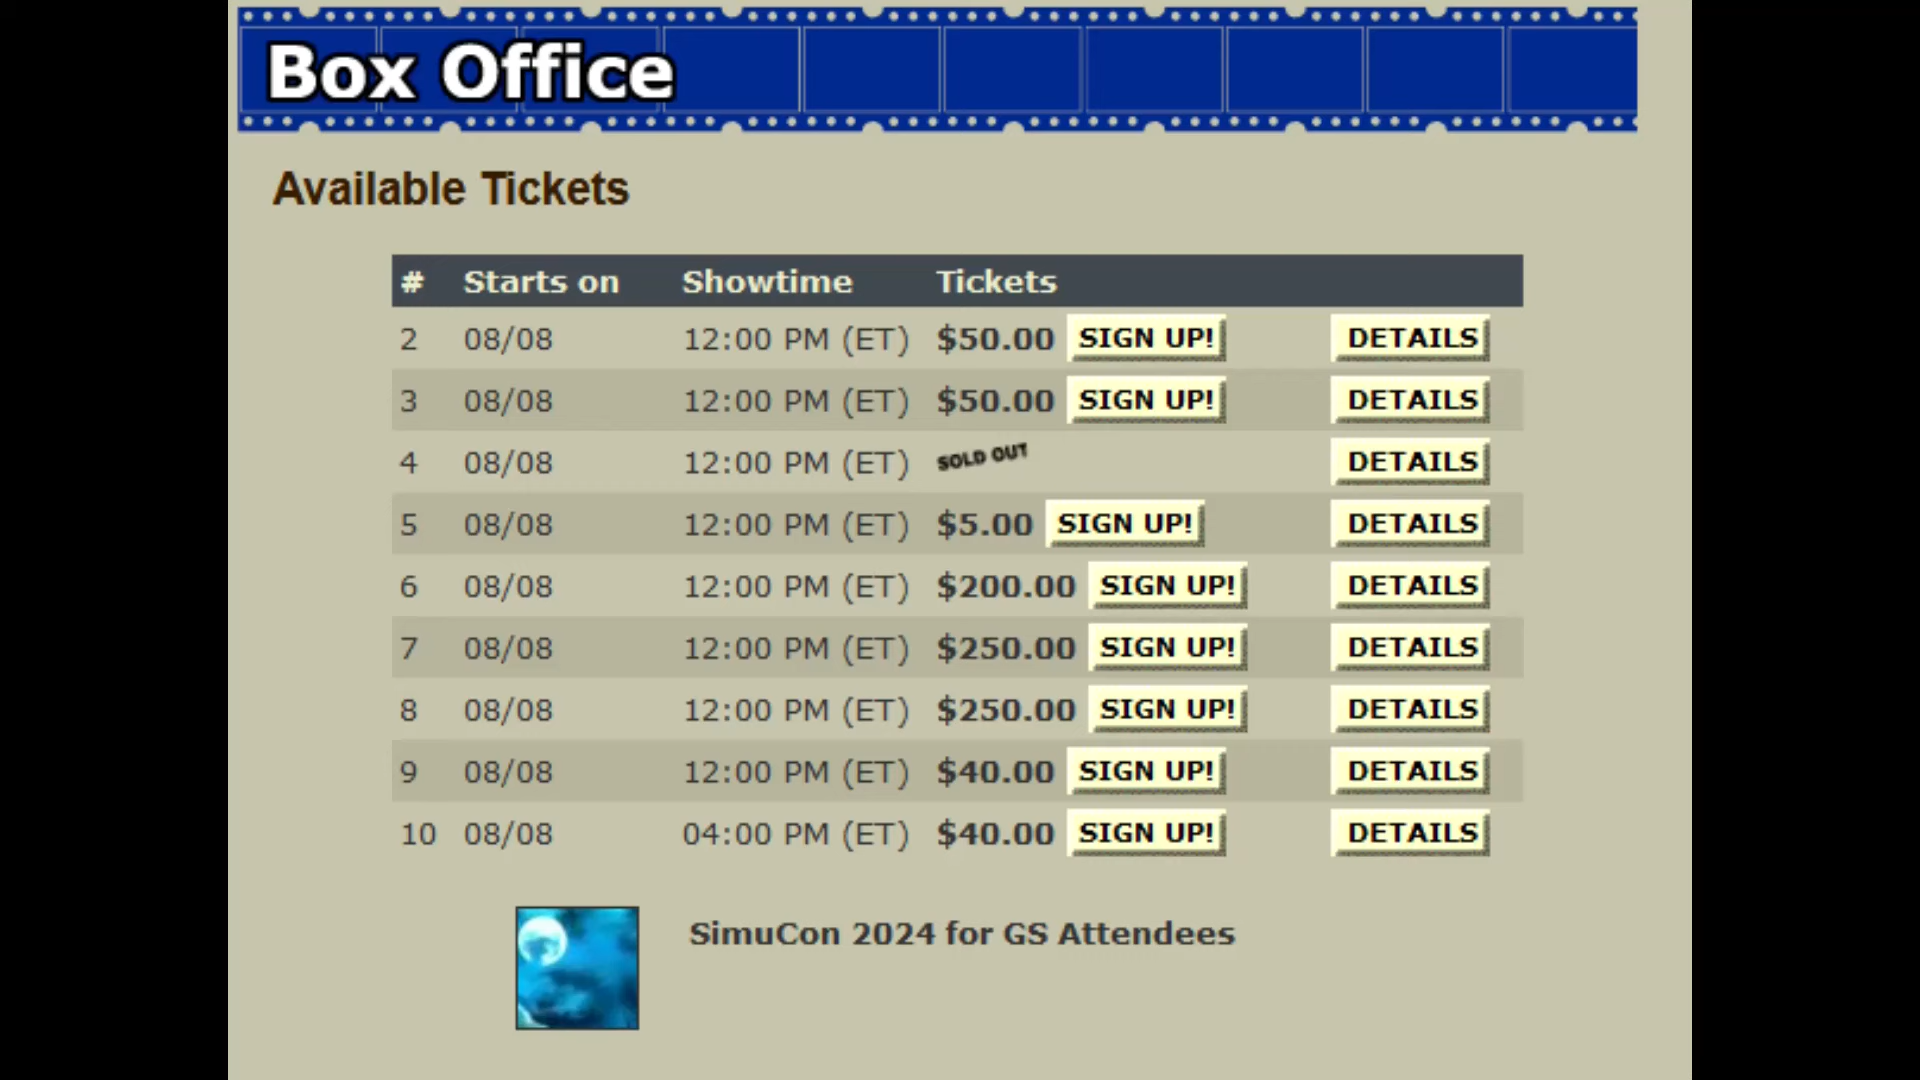 Box Office
Available Tickets
# Starts on Showtime Tickets
2 08/08 12:00 PM (ET) $50.00 SIGN UP! DETAILS
3 08/08 12:00 PM (ET) $50.00 SIGN UP! DETAILS
4 08/08 12:00 PM (ET) SOLD OUT DETAILS
5 08/08 12:00 PM (ET) $5.00 SIGN UP! DETAILS
6 08/08 12:00 PM (ET) $200.00 SIGN UP! DETAILS
7 08/08 12:00 PM (ET) $250.00 SIGN UP! DETAILS
8 08/08 12:00 PM (ET) $250.00 SIGN UP! DETAILS
9 08/08 12:00 PM (ET) $40.00 SIGN UP! DETAILS
10 08/08 04:00 PM (ET) $40.00 SIGN UP! DETAILS
SimuCon 2024 for GS Attendees